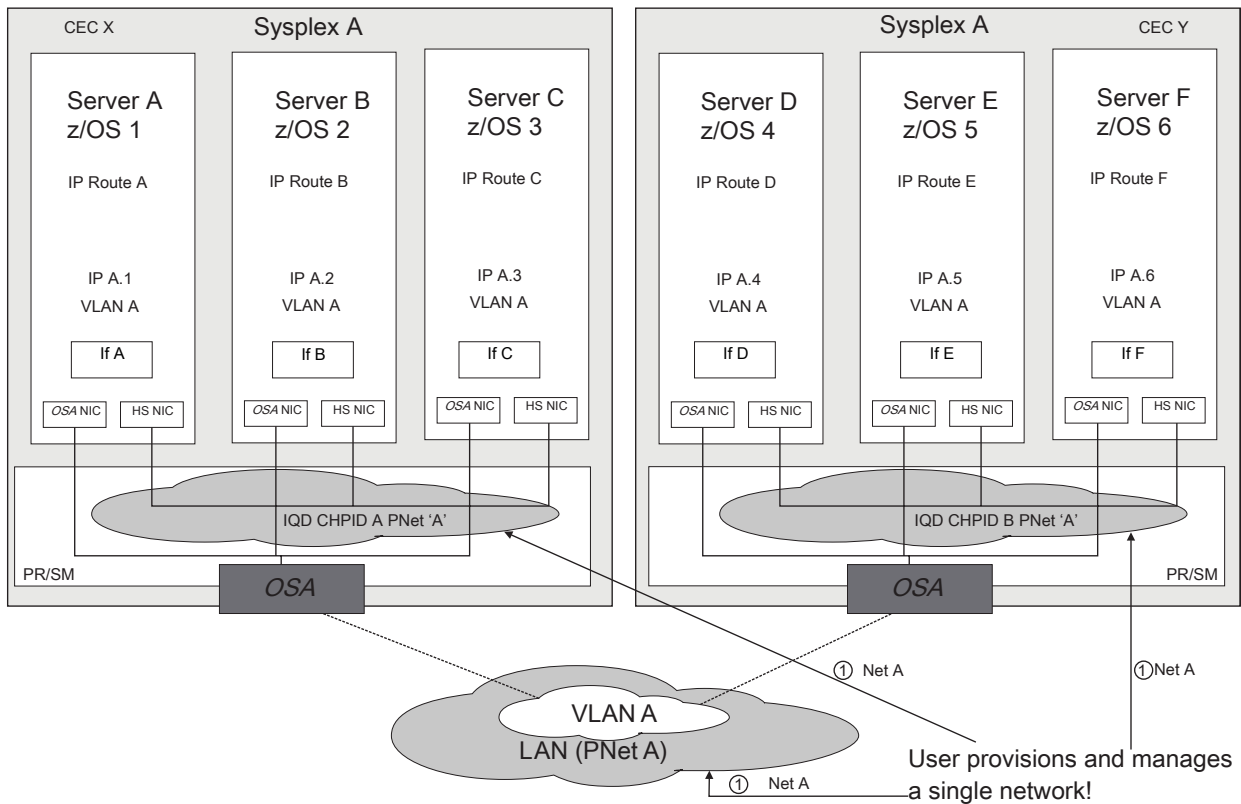 CEC X
Sysplex A
Server A
z/OS 1
IP Route A
IP A.1
VLAN A
If A
OSA NIC
HS NIC
Server B
z/OS 2
IP Route B
IP A.2
VLAN A
If B
OSA NIC
HS NIC
Server C
z/OS 3
IP Route C
IP A.3
VLAN A
If C
OSA NIC
HS NIC
IQD CHPID A PNet ‘A’
PR/SM
OSA
Sysplex A
CEC Y
Server D
z/OS 4
IP Route D
IP A.4
VLAN A
If D
OSA NIC
HS NIC
Server E
z/OS 5
IP Route E
IP A.5
VLAN A
If E
OSA NIC
HS NIC
Server F
z/OS 6
IP Route F
IP A.6
VLAN A
If F
OSA NIC
HS NIC
IQD CHPID B PNet ‘A’
PR/SM
OSA
① Net A
① Net A
VLAN A
LAN (PNet A)
① Net A
User provisions and manages
a single network!